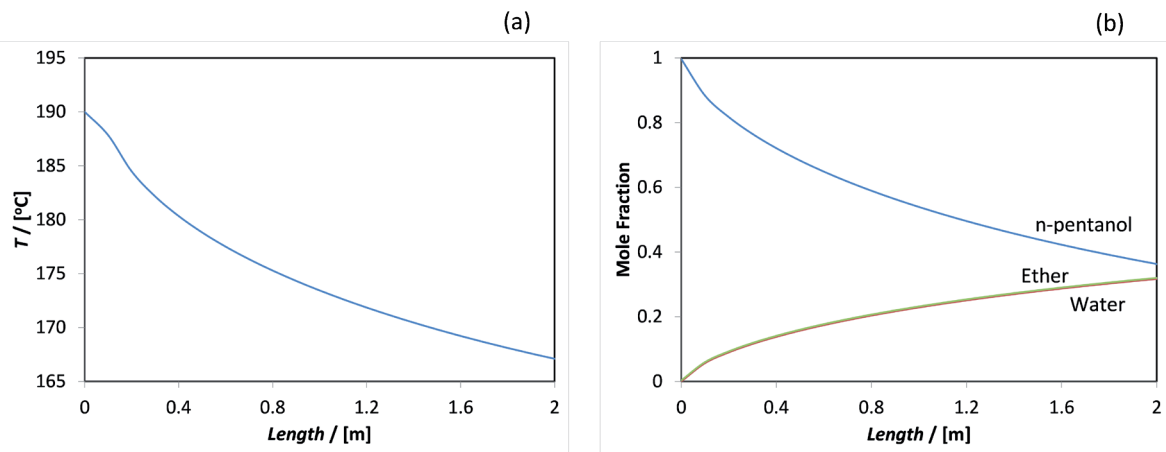 (a)
195
190
185
180
175
170
165
T / [°C]
0 0.4 0.8 1.2 1.6 2
Length / [m]
(b)
1
0.8
0.6
0.4
0.2
0
Mole Fraction
n-pentanol
Ether
Water
0 0.4 0.8 1.2 1.6 2
Length / [m]